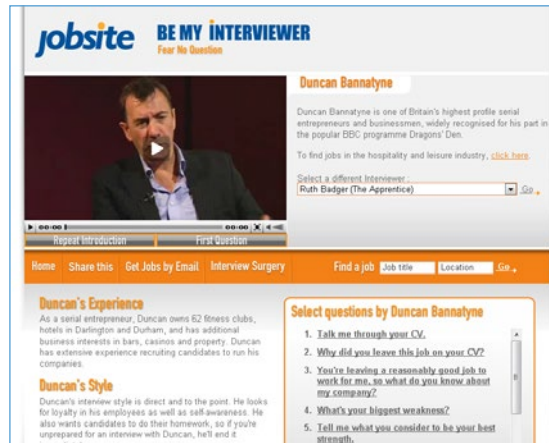 jobsite BE MY INTERVIEWER
Fear No Question
Duncan Bannatyne
Duncan Bannatyne is one of Britain's highest profile serial
entrepreneurs and businessmen, widely recognised for his part in
the popular BBC programme Dragons' Den.
To find jobs in the hospitality and leisure industry, click here.
Select a different Interviewer :
Ruth Badger (The Apprentice) Go
00:00 00:00
Repeat Introduction First Question
Home Share this Get Jobs by Email Interview Surgery Find a job Job title Location Go
Duncan's Experience
As a serial entrepreneur, Duncan owns 62 fitness clubs,
hotels in Darlington and Durham, and has additional
business interests in bars, casinos and property. Duncan
has extensive experience recruiting candidates to run his
companies.
Duncan's Style
Duncan's interview style is direct and to the point. He looks
for loyalty in his employees as well as self-awareness. He
also wants candidates to do their homework, so if you're
unprepared for an interview with Duncan, he'll end it
Select questions by Duncan Bannatyne
1. Talk me through your CV.
2. Why did you leave this job on your CV?
3. You're leaving a reasonably good job to
work for me, so what do you know about
my company?
4. What's your biggest weakness?
5. Tell me what you consider to be your best
strength.